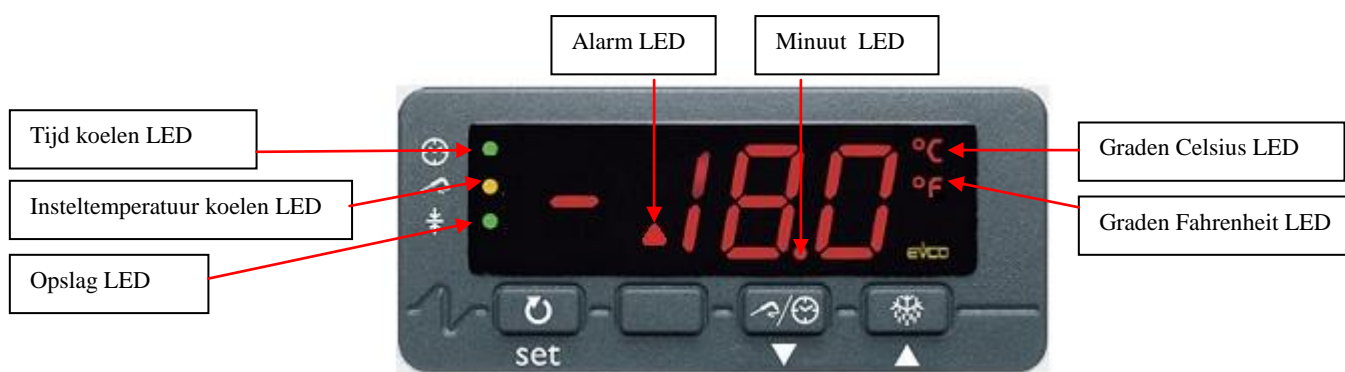 Alarm LED
Minuut LED
Tijd koelen LED
Insteltemperatuur koelen LED
Opslag LED
Graden Celsius LED
Graden Fahrenheit LED
- 18.0
°C
°F
evco
set